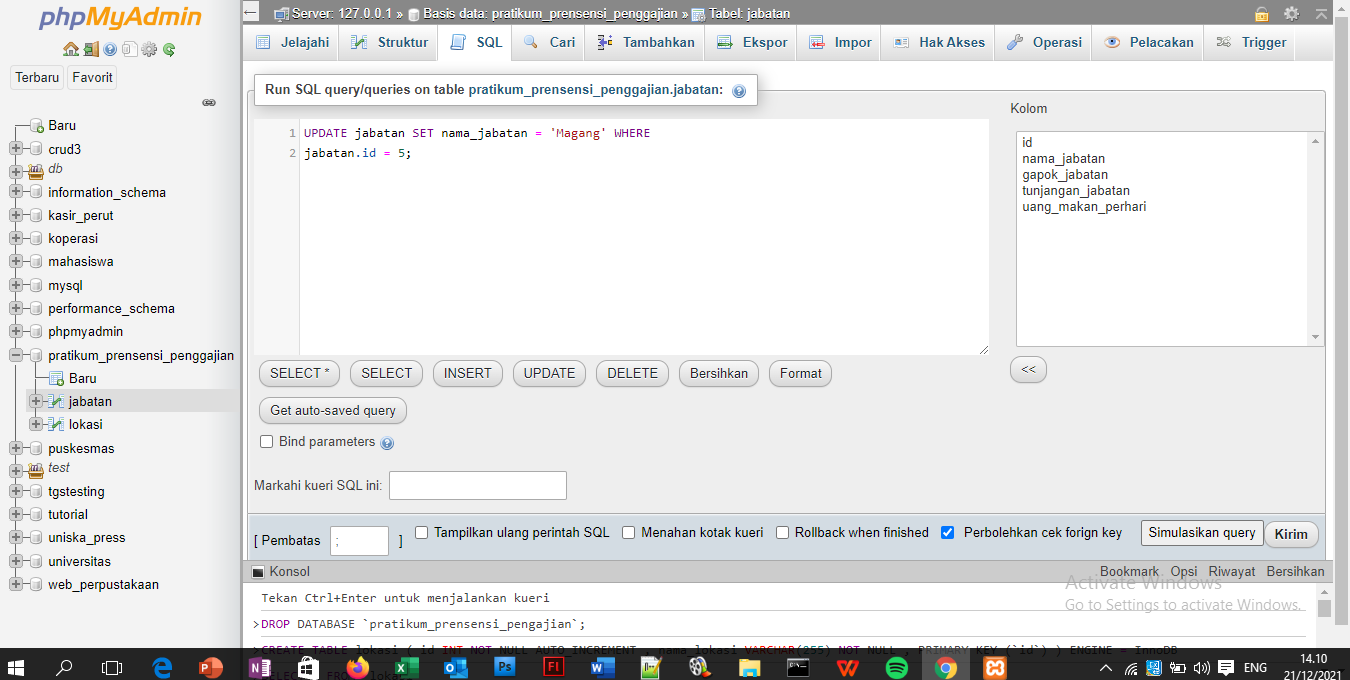 phpMyAdmin
Terbaru Favorit
Baru
crud3
db
information_schema
kasir_perut
koperasi
mahasiswa
mysql
performance_schema
phpmyadmin
pratikum_prensensi_penggajian
Baru
jabatan
lokasi
puskesmas
test
tgstesting
tutorial
uniska_press
universitas
web_perpustakaan
Server: 127.0.0.1 » Basis data: pratikum_prensensi_penggajian » Tabel: jabatan
Jelajahi Struktur SQL Cari Tambahkan Ekspor Impor Hak Akses Operasi Pelacakan Trigger
Run SQL query/queries on table pratikum_prensensi_penggajian.jabatan:
1 UPDATE jabatan SET nama_jabatan = 'Magang' WHERE
2 jabatan.id = 5;
Kolom
id
nama_jabatan
gapok_jabatan
tunjangan_jabatan
uang_makan_perhari
<<
SELECT * SELECT INSERT UPDATE DELETE Bersihkan Format
Get auto-saved query
Bind parameters
Markahi kueri SQL ini:
[ Pembatas ; ] Tampilkan ulang perintah SQL Menahan kotak kueri Rollback when finished Perbolehkan cek forign key Simulasikan query Kirim
Konsol Bookmark Opsi Riwayat Bersihkan
Activate Windows
Go to Settings to activate Windows.
Tekan Ctrl+Enter untuk menjalankan kueri
>DROP DATABASE `pratikum_prensensi_pengajian`;
>CREATE TABLE lokasi ( id INT NOT NULL AUTO_INCREMENT , nama_lokasi VARCHAR(255) NOT NULL , PRIMARY KEY (`id`) ) ENGINE = InnoDB
ENG
14.10
21/12/2021